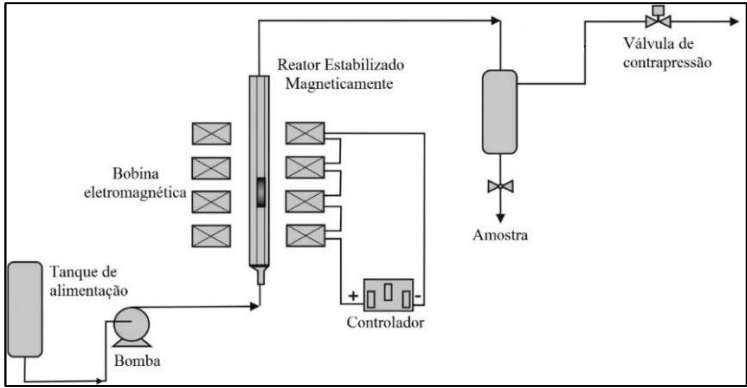 Válvula de
contrapressão
Reator Estabilizado
Magneticamente
Bobina
eletromagnética
Amostra
Tanque de
alimentação
+
-
Controlador
Bomba